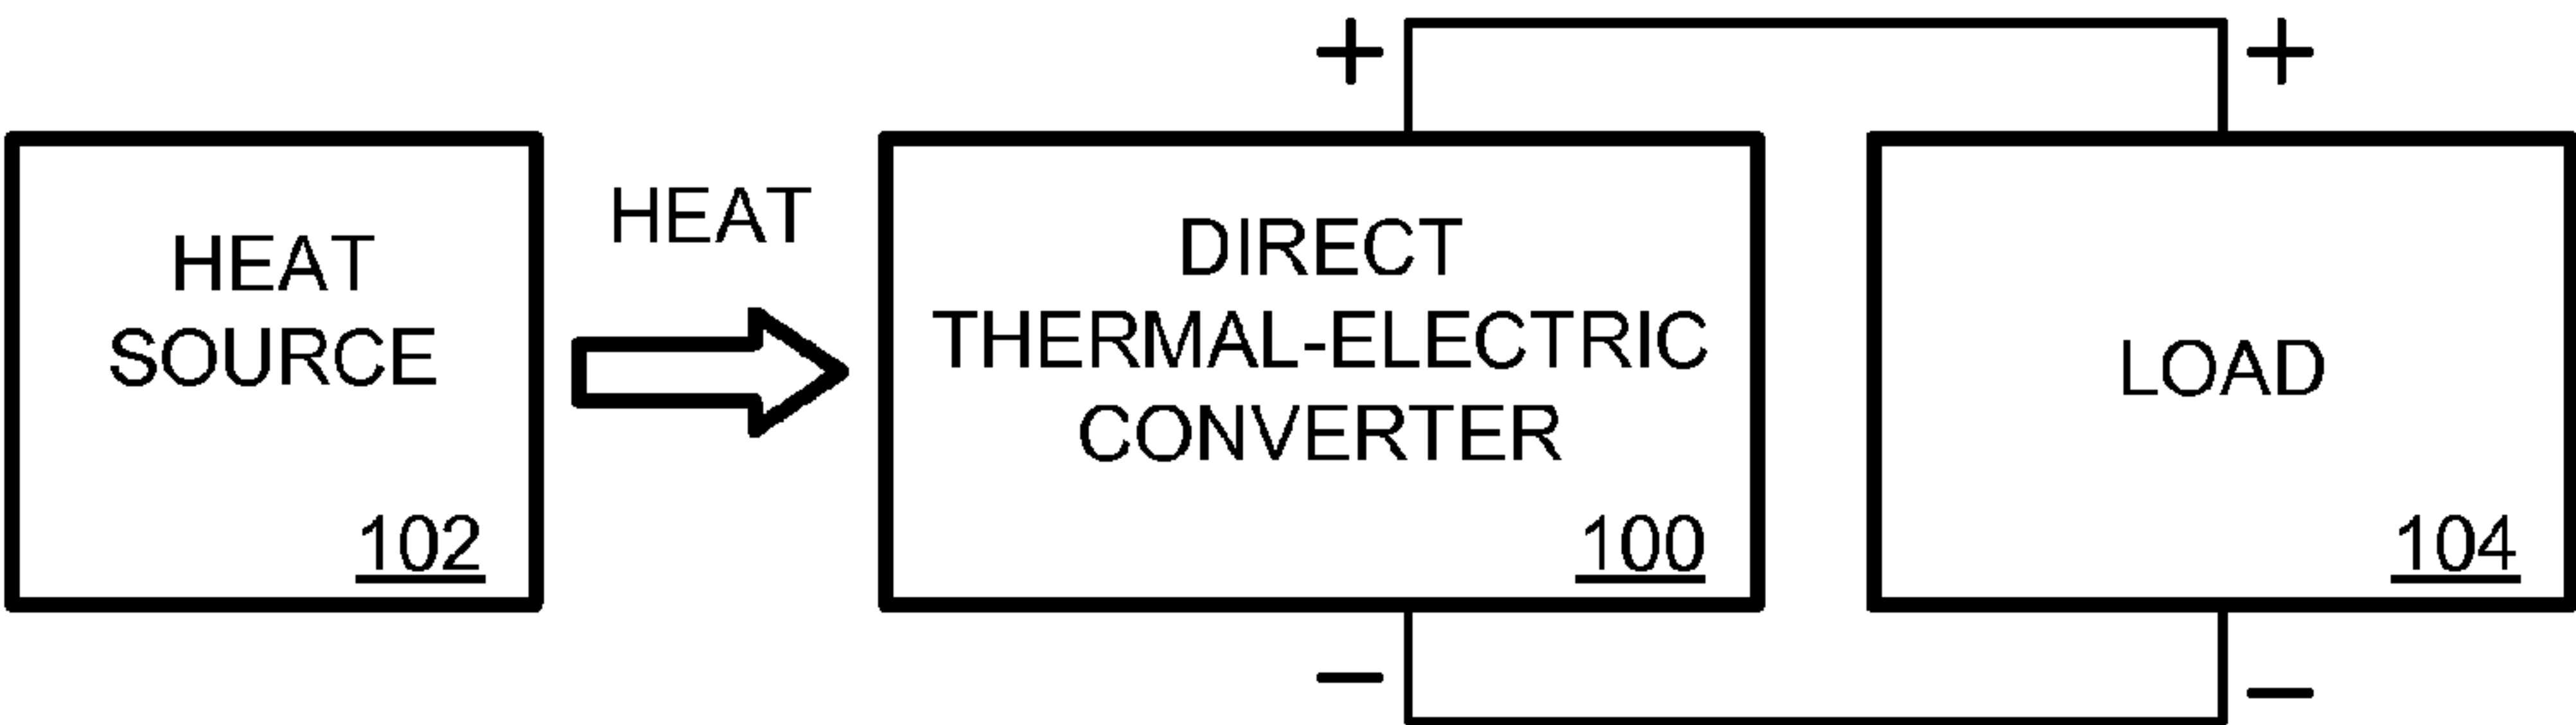 +
+
HEAT
SOURCE
102
HEAT
DIRECT
THERMAL-ELECTRIC
CONVERTER
100
LOAD
104
−
−